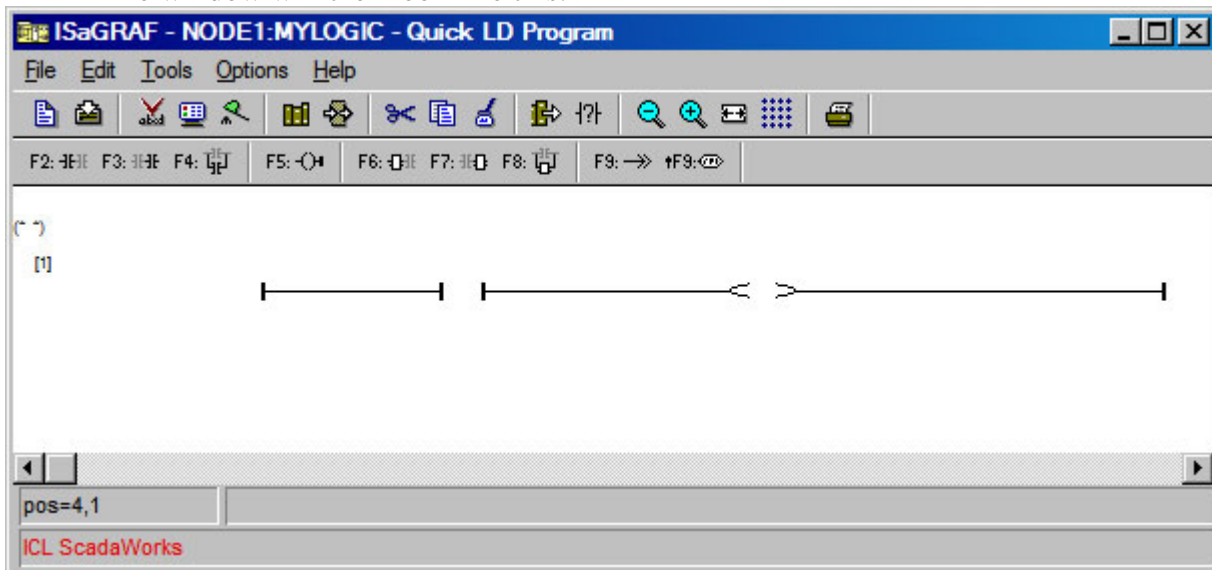 ISaGRAF - NODE1:MYLOGIC - Quick LD Program
File Edit Tools Options Help
abcd
F2: F3: F4: F5: F6: F7: F8: F9: ↑F9:
(* *)
[1]
pos=4,1
ICL ScadaWorks